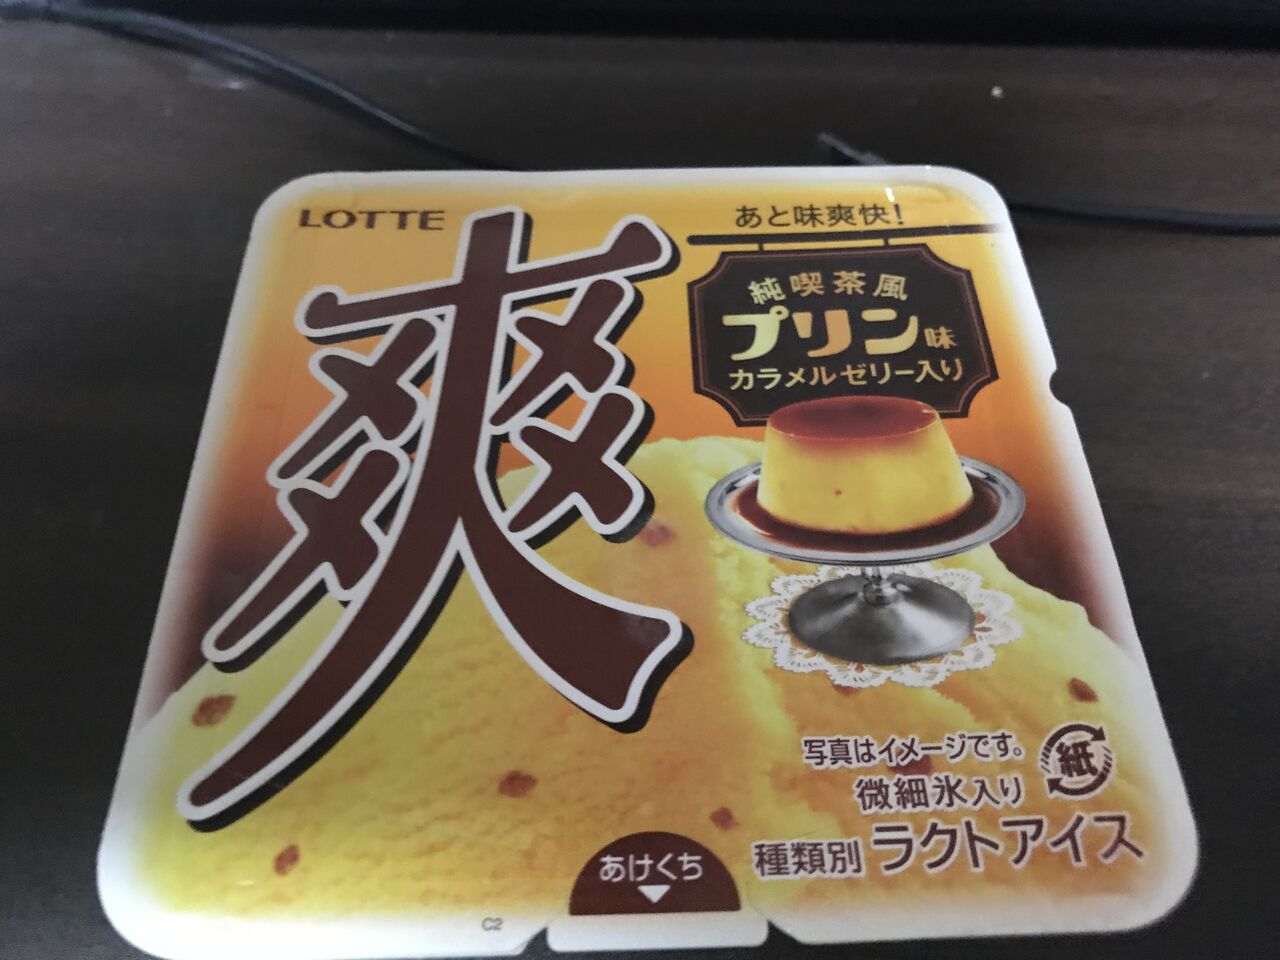 LOTTE
爽
あと味爽快!
純喫茶風
プリン味
カラメルゼリー入り
写真はイメージです。
紙
微細氷入り
種類別 ラクトアイス
あけくち
C2